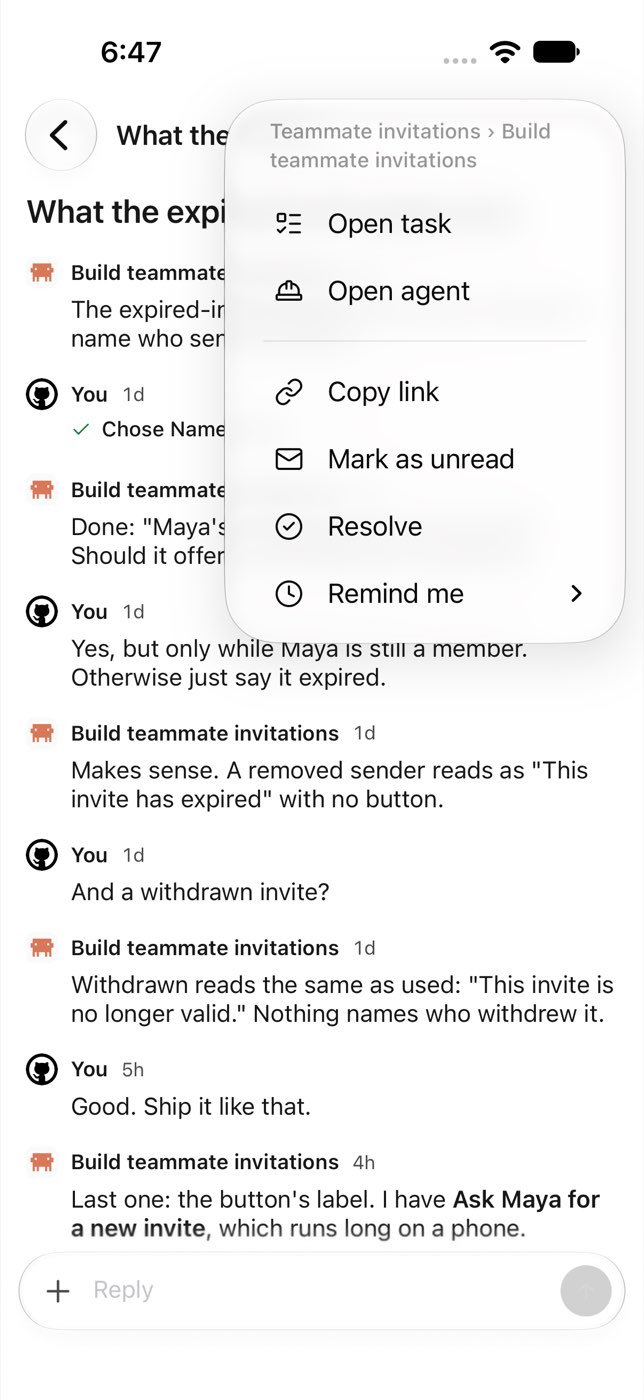 6:47
What the
Teammate invitations › Build
teammate invitations
Open task
Open agent
Copy link
Mark as unread
Resolve
Remind me
What the expi
Build teammate
The expired-in
name who sen
You 1d
Chose Name
Build teammate
Done: "Maya's
Should it offer
You 1d
Yes, but only while Maya is still a member.
Otherwise just say it expired.
Build teammate invitations 1d
Makes sense. A removed sender reads as "This
invite has expired" with no button.
You 1d
And a withdrawn invite?
Build teammate invitations 1d
Withdrawn reads the same as used: "This invite is
no longer valid." Nothing names who withdrew it.
You 5h
Good. Ship it like that.
Build teammate invitations 4h
Last one: the button's label. I have Ask Maya for
a new invite, which runs long on a phone.
Reply